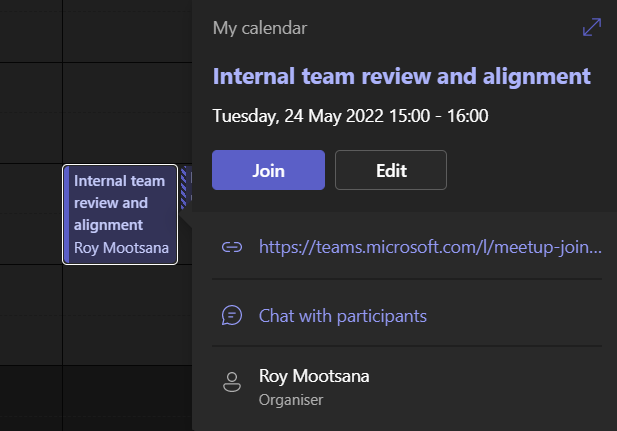 My calendar
Internal team review and alignment
Tuesday, 24 May 2022 15:00 - 16:00
Join
Edit
Internal team
review and
alignment
Roy Mootsana
https://teams.microsoft.com/l/meetup-join...
Chat with participants
Roy Mootsana
Organiser